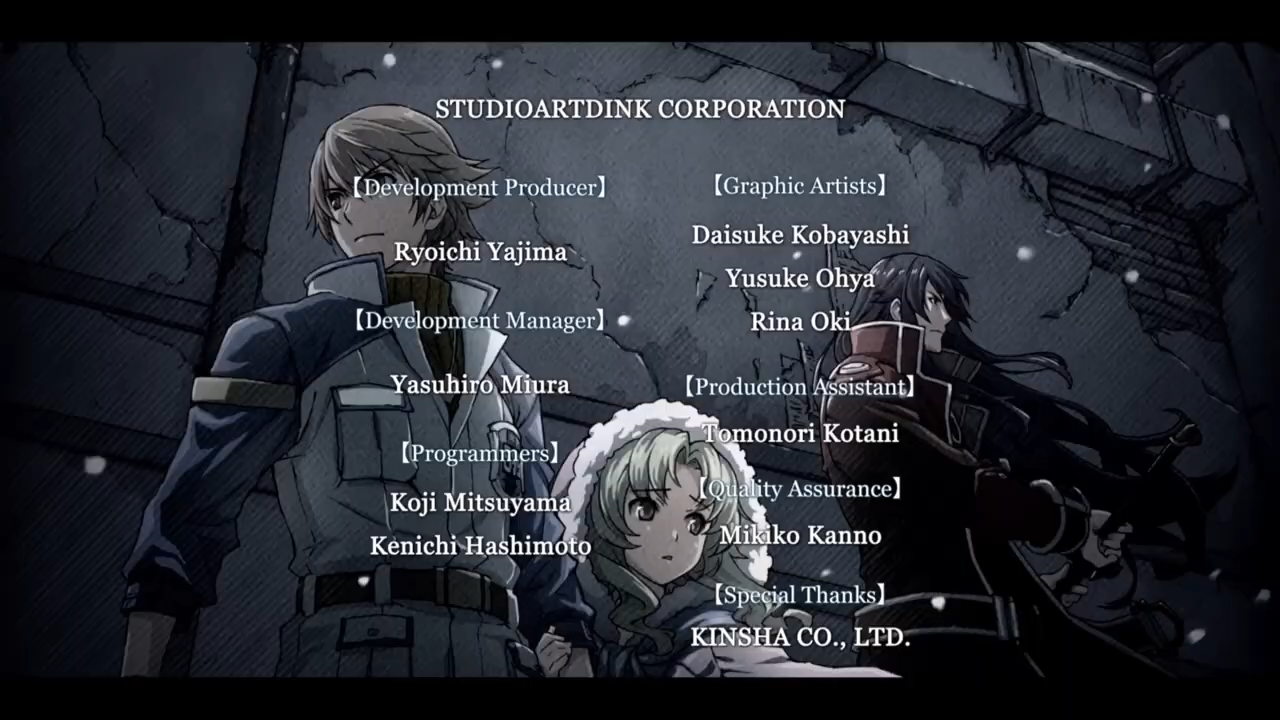 STUDIOARTDINK CORPORATION
【Development Producer】
Ryoichi Yajima
【Development Manager】
Yasuhiro Miura
【Programmers】
Koji Mitsuyama
Kenichi Hashimoto
【Graphic Artists】
Daisuke Kobayashi
Yusuke Ohya
Rina Oki
【Production Assistant】
Tomonori Kotani
【Quality Assurance】
Mikiko Kanno
【Special Thanks】
KINSHA CO., LTD.